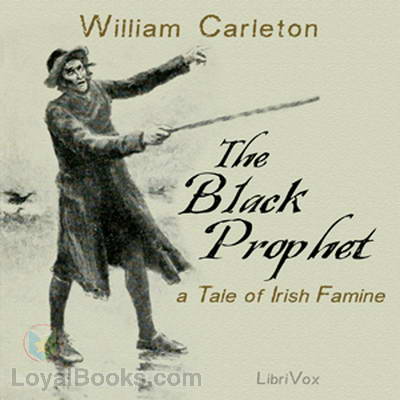 William Carleton
The
Black
Prophet
a Tale of Irish Famine
LoyalBooks.com
LibriVox